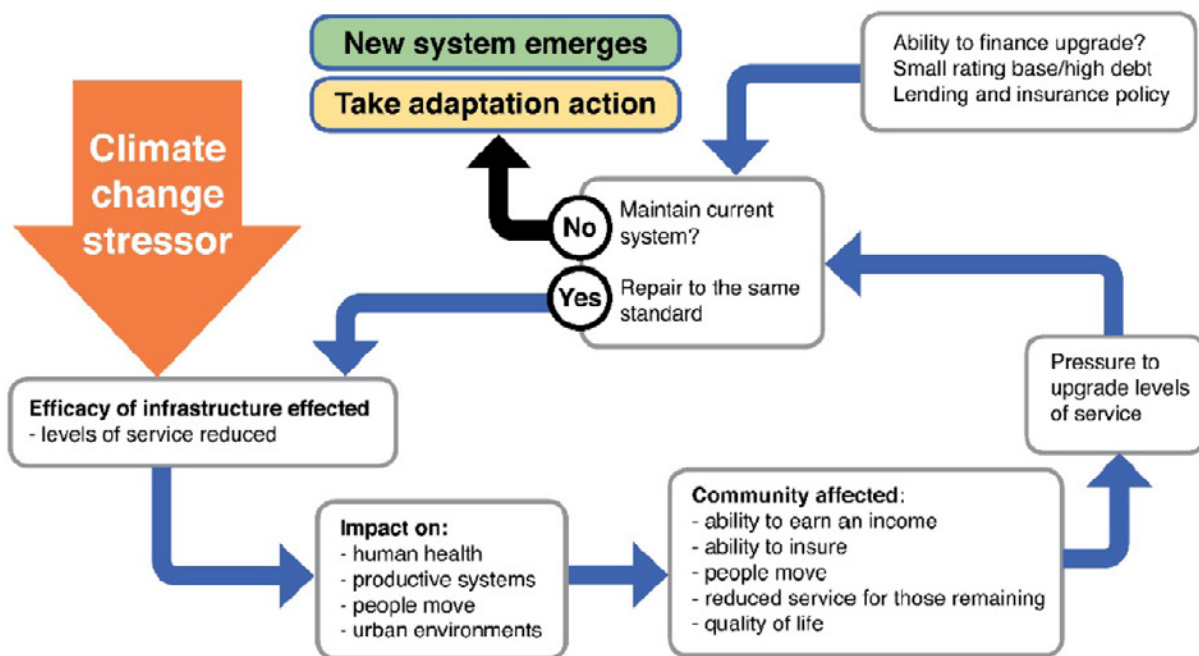 New system emerges
Take adaptation action
Ability to finance upgrade?
Small rating base/high debt
Lending and insurance policy
Climate
change
stressor
No
Maintain current
system?
Yes
Repair to the same
standard
Efficacy of infrastructure effected
- levels of service reduced
Impact on:
- human health
- productive systems
- people move
- urban environments
Community affected:
- ability to earn an income
- ability to insure
- people move
- reduced service for those remaining
- quality of life
Pressure to
upgrade levels
of service